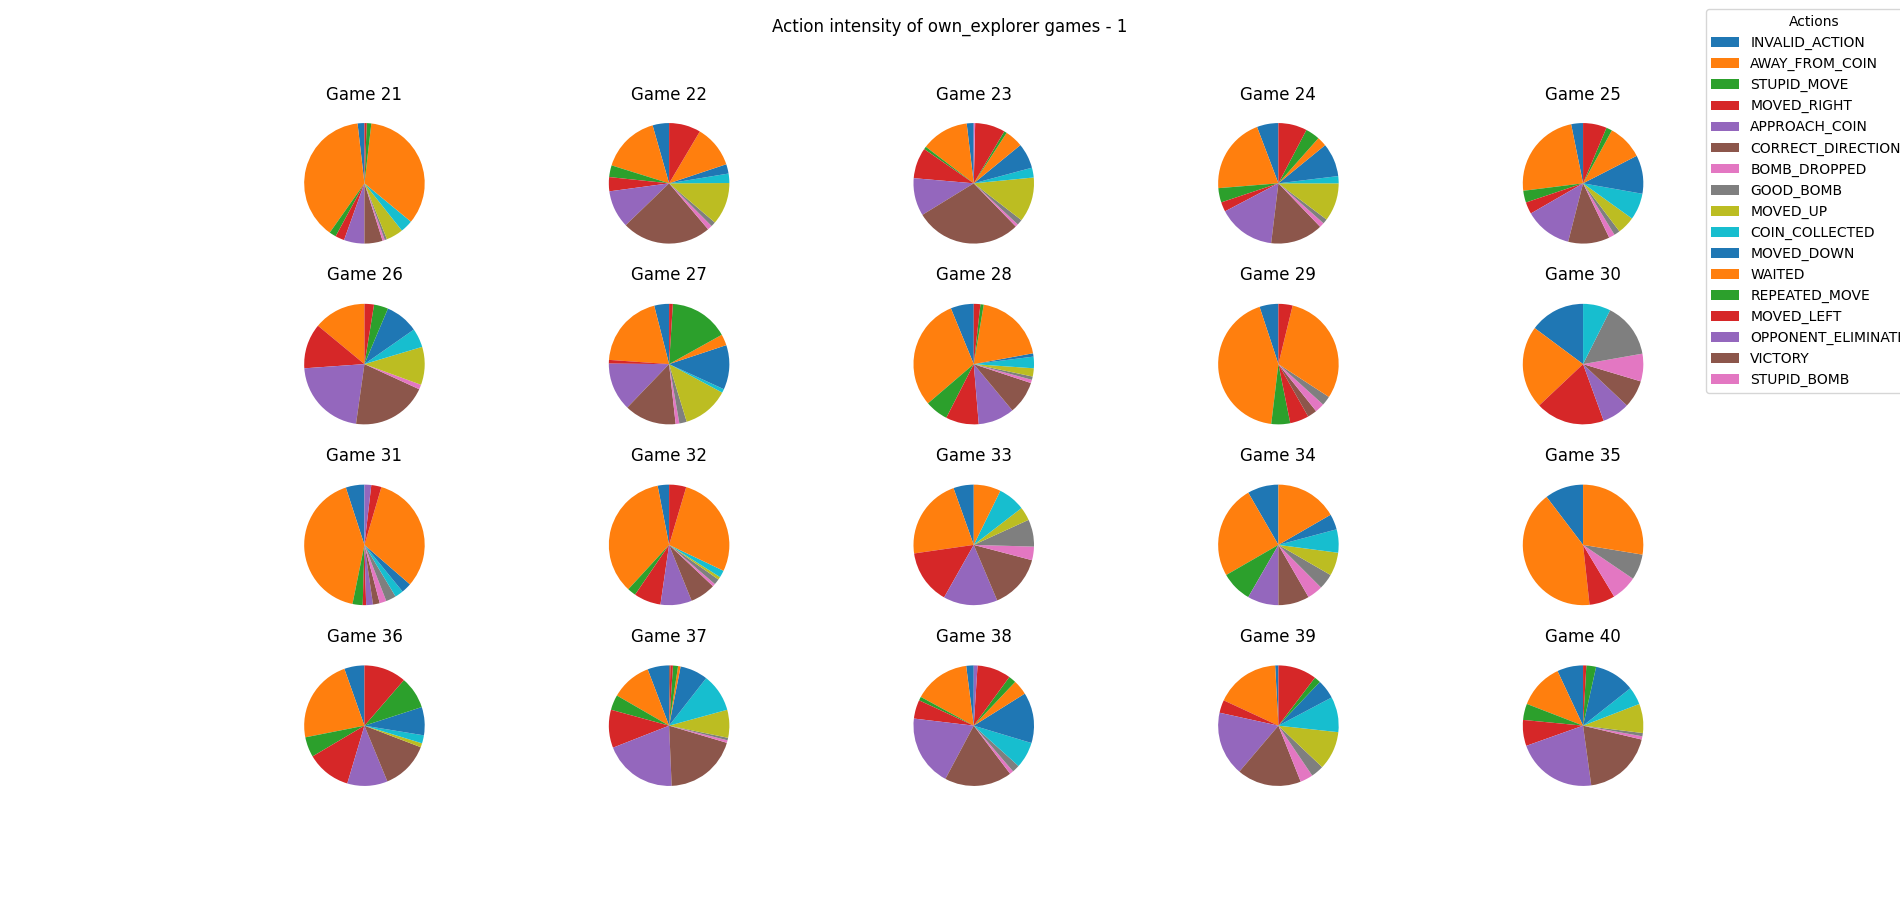 Action intensity of own_explorer games - 1
Actions
INVALID_ACTION
AWAY_FROM_COIN
STUPID_MOVE
MOVED_RIGHT
APPROACH_COIN
CORRECT_DIRECTION
BOMB_DROPPED
GOOD_BOMB
MOVED_UP
COIN_COLLECTED
MOVED_DOWN
WAITED
REPEATED_MOVE
MOVED_LEFT
OPPONENT_ELIMINAT
VICTORY
STUPID_BOMB
Game 21
Game 22
Game 23
Game 24
Game 25
Game 26
Game 27
Game 28
Game 29
Game 30
Game 31
Game 32
Game 33
Game 34
Game 35
Game 36
Game 37
Game 38
Game 39
Game 40